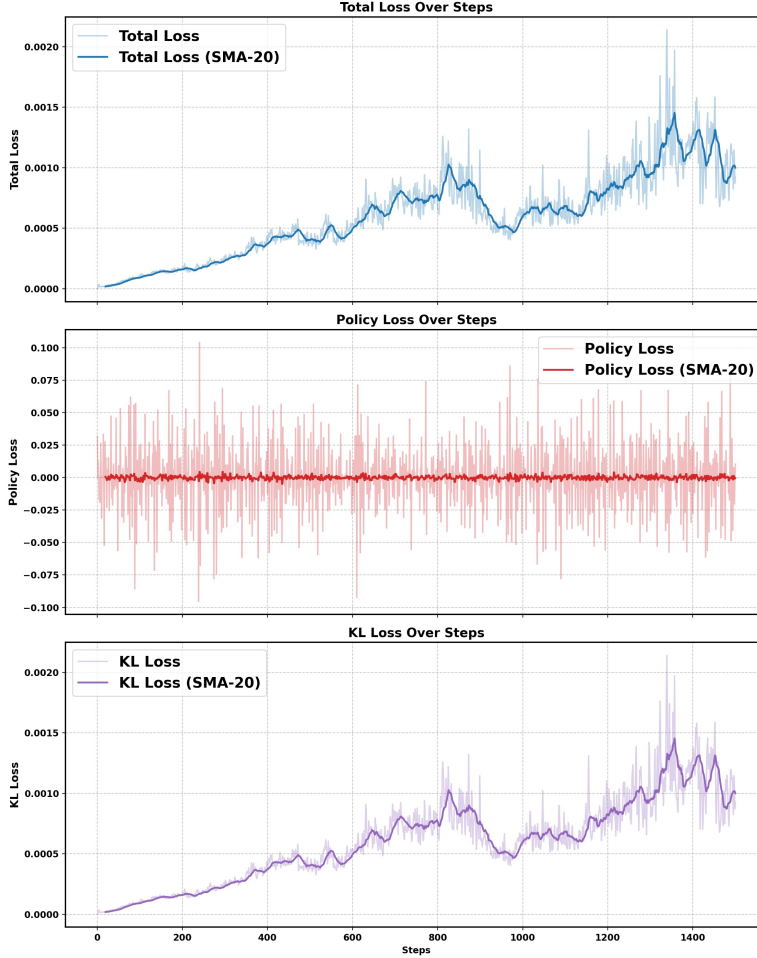 Total Loss Over Steps
Total Loss
Total Loss (SMA-20)
0.0020
0.0015
0.0010
0.0005
0.0000
Total Loss
Policy Loss Over Steps
Policy Loss
Policy Loss (SMA-20)
0.100
0.075
0.050
0.025
0.000
−0.025
−0.050
−0.075
−0.100
Policy Loss
KL Loss Over Steps
KL Loss
KL Loss (SMA-20)
0.0020
0.0015
0.0010
0.0005
0.0000
KL Loss
0 200 400 600 800 1000 1200 1400
Steps